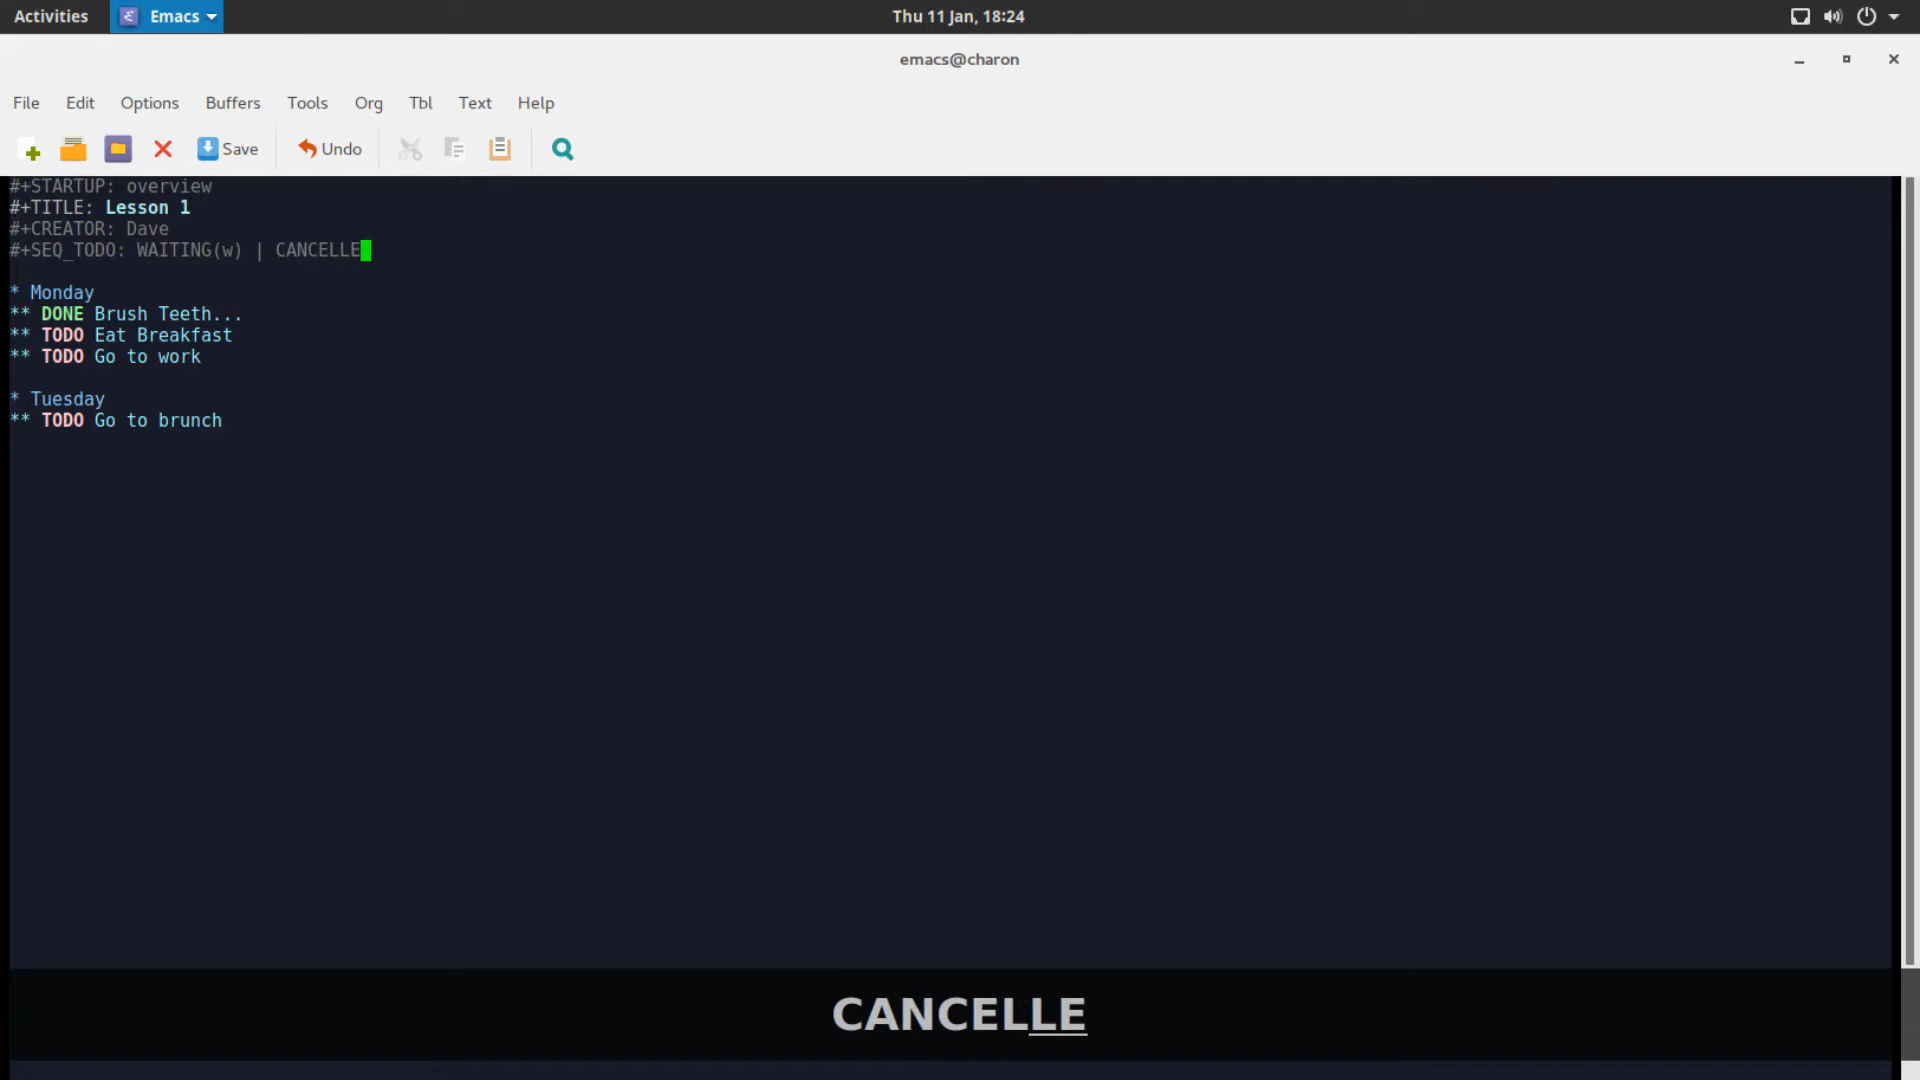 Activities Emacs Thu 11 Jan, 18:24
emacs@charon
File Edit Options Buffers Tools Org Tbl Text Help
Save Undo
#+STARTUP: overview
#+TITLE: Lesson 1
#+CREATOR: Dave
#+SEQ_TODO: WAITING(w) | CANCELLE
* Monday
** DONE Brush Teeth...
** TODO Eat Breakfast
** TODO Go to work
* Tuesday
** TODO Go to brunch
CANCELLE